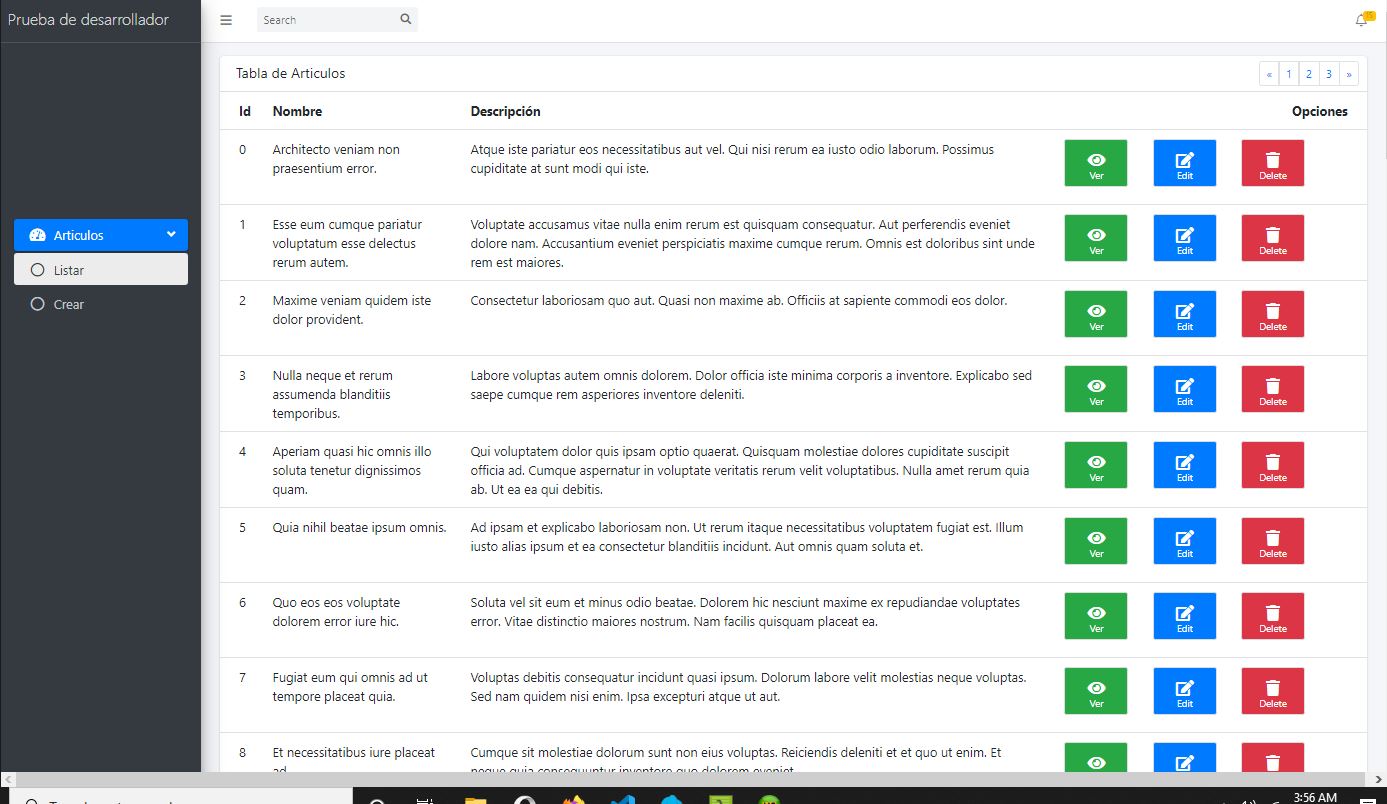 Prueba de desarrollador
Search
15
Tabla de Articulos
« 1 2 3 »
Id Nombre Descripción Opciones
Articulos
Listar
Crear
0 Architecto veniam non Atque iste pariatur eos necessitatibus aut vel. Qui nisi rerum ea iusto odio laborum. Possimus
praesentium error. cupiditate at sunt modi qui iste.
Ver Edit Delete
1 Esse eum cumque pariatur Voluptate accusamus vitae nulla enim rerum est quisquam consequatur. Aut perferendis eveniet
voluptatum esse delectus dolore nam. Accusantium eveniet perspiciatis maxime cumque rerum. Omnis est doloribus sint unde
rerum autem. rem est maiores.
Ver Edit Delete
2 Maxime veniam quidem iste Consectetur laboriosam quo aut. Quasi non maxime ab. Officiis at sapiente commodi eos dolor.
dolor provident.
Ver Edit Delete
3 Nulla neque et rerum Labore voluptas autem omnis dolorem. Dolor officia iste minima corporis a inventore. Explicabo sed
assumenda blanditiis saepe cumque rem asperiores inventore deleniti.
temporibus.
Ver Edit Delete
4 Aperiam quasi hic omnis illo Qui voluptatem dolor quis ipsam optio quaerat. Quisquam molestiae dolores cupiditate suscipit
soluta tenetur dignissimos officia ad. Cumque aspernatur in voluptate veritatis rerum velit voluptatibus. Nulla amet rerum quia
quam. ab. Ut ea ea qui debitis.
Ver Edit Delete
5 Quia nihil beatae ipsum omnis. Ad ipsam et explicabo laboriosam non. Ut rerum itaque necessitatibus voluptatem fugiat est. Illum
iusto alias ipsum et ea consectetur blanditiis incidunt. Aut omnis quam soluta et.
Ver Edit Delete
6 Quo eos eos voluptate Soluta vel sit eum et minus odio beatae. Dolorem hic nesciunt maxime ex repudiandae voluptates
dolorem error iure hic. error. Vitae distinctio maiores nostrum. Nam facilis quisquam placeat ea.
Ver Edit Delete
7 Fugiat eum qui omnis ad ut Voluptas debitis consequatur incidunt quasi ipsum. Dolorum labore velit molestias neque voluptas.
tempore placeat quia. Sed nam quidem nisi enim. Ipsa excepturi atque ut aut.
Ver Edit Delete
8 Et necessitatibus iure placeat Cumque sit molestiae dolorum sunt non eius voluptas. Reiciendis deleniti et et quo ut enim. Et
ad. neque quia consequuntur inventore quo dolorem eveniet.
3:56 AM